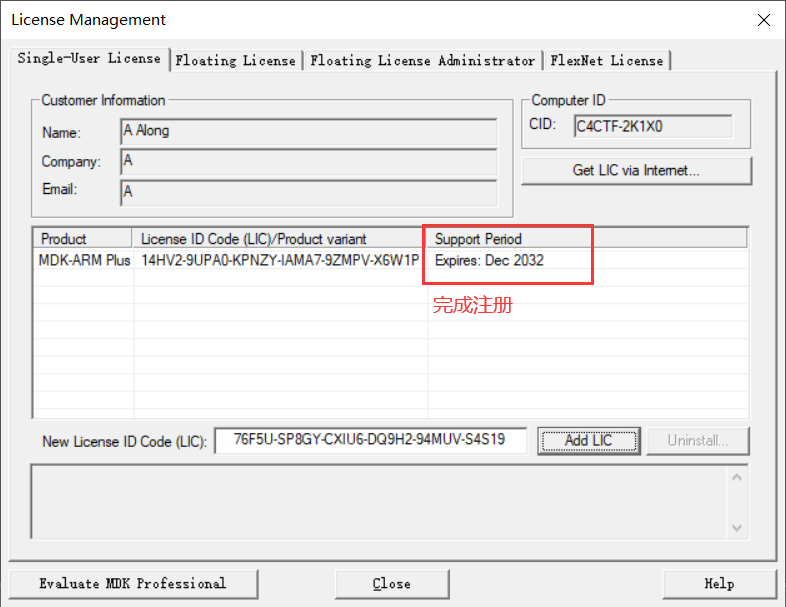 License Management
Single-User License Floating License Floating License Administrator FlexNet License
Customer Information
Name: A Along
Company: A
Email: A
Computer ID
CID: C4CTF-2K1X0
Get LIC via Internet...
Product License ID Code (LIC)/Product variant Support Period
MDK-ARM Plus 14HV2-9UPA0-KPNZY-IAMA7-9ZMPV-X6W1P Expires: Dec 2032
完成注册
New License ID Code (LIC): 76F5U-SP8GY-CXIU6-DQ9H2-94MUV-S4S19 Add LIC Uninstall...
Evaluate MDK Professional Close Help